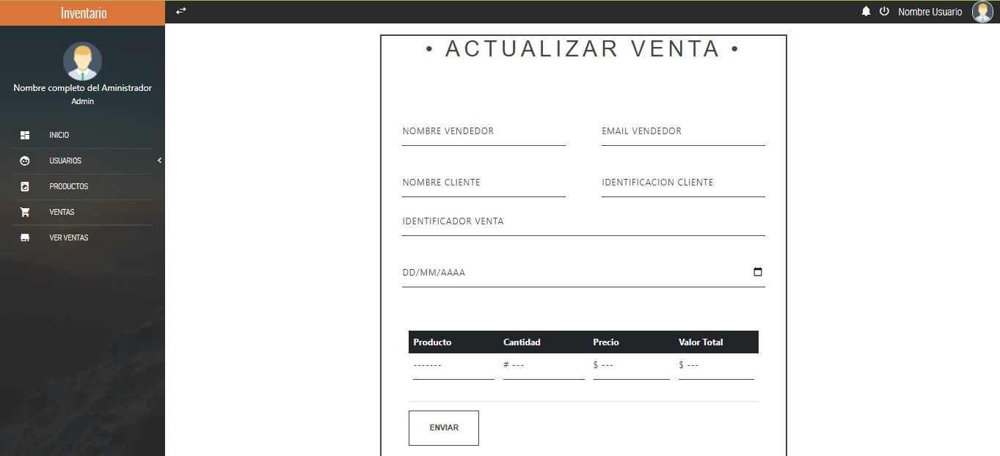 Inventario
Nombre Usuario
Nombre completo del Aministrador
Admin
INICIO
USUARIOS
PRODUCTOS
VENTAS
VER VENTAS
• ACTUALIZAR VENTA •
NOMBRE VENDEDOR EMAIL VENDEDOR
NOMBRE CLIENTE IDENTIFICACION CLIENTE
IDENTIFICADOR VENTA
DD/MM/AAAA
Producto Cantidad Precio Valor Total
------- # --- $ --- $ ---
ENVIAR